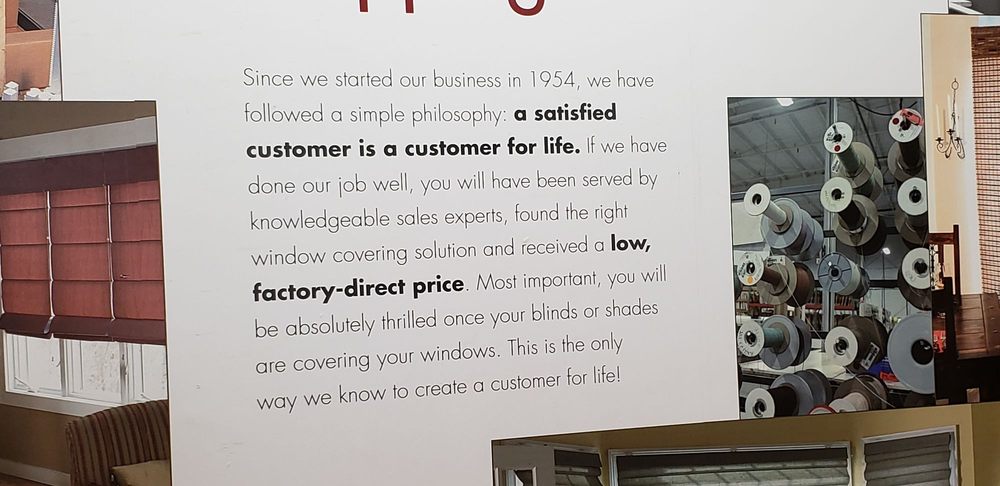 Since we started our business in 1954, we have
followed a simple philosophy: a satisfied
customer is a customer for life. If we have
done our job well, you will have been served by
knowledgeable sales experts, found the right
window covering solution and received a low,
factory-direct price. Most important, you will
be absolutely thrilled once your blinds or shades
are covering your windows. This is the only
way we know to create a customer for life!